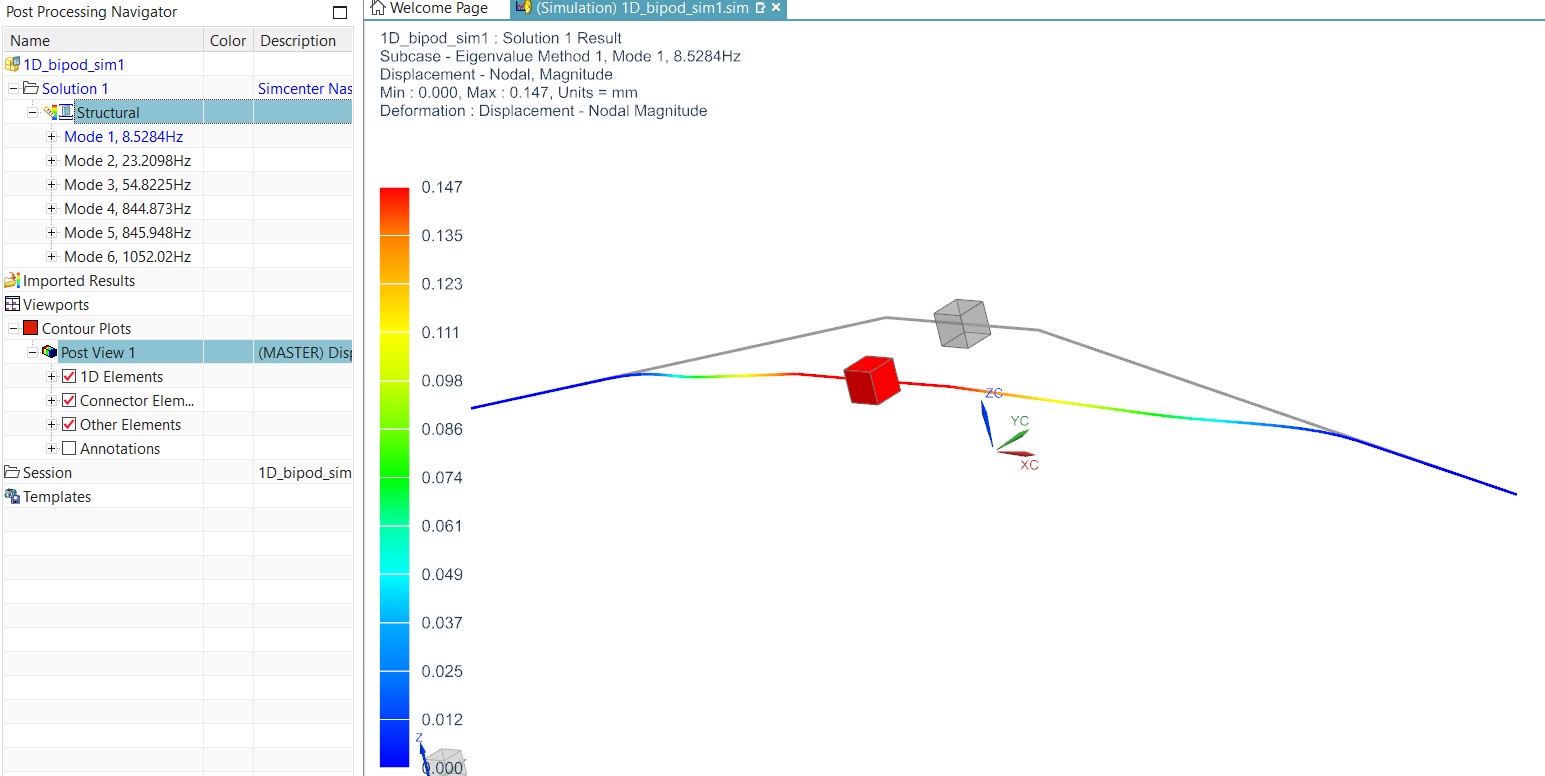 Post Processing Navigator
Name Color Description
1D_bipod_sim1
Solution 1 Simcenter Nas
Structural
Mode 1, 8.5284Hz
Mode 2, 23.2098Hz
Mode 3, 54.8225Hz
Mode 4, 844.873Hz
Mode 5, 845.948Hz
Mode 6, 1052.02Hz
Imported Results
Viewports
Contour Plots
Post View 1 (MASTER) Disp
1D Elements
Connector Elem...
Other Elements
Annotations
Session 1D_bipod_sim
Templates
Welcome Page
(Simulation) 1D_bipod_sim1.sim
1D_bipod_sim1 : Solution 1 Result
Subcase - Eigenvalue Method 1, Mode 1, 8.5284Hz
Displacement - Nodal, Magnitude
Min : 0.000, Max : 0.147, Units = mm
Deformation : Displacement - Nodal Magnitude
0.147
0.135
0.123
0.111
0.098
0.086
0.074
0.061
0.049
0.037
0.025
0.012
0.000
ZC
YC
XC
Z